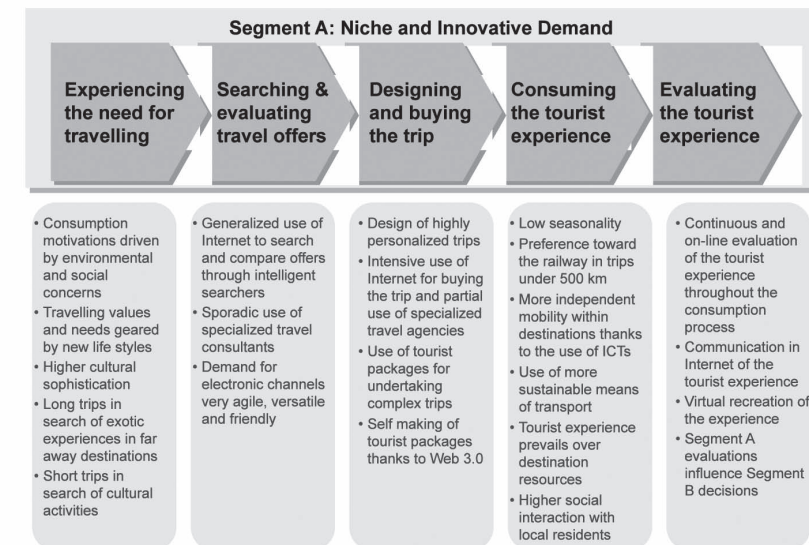 Segment A: Niche and Innovative Demand
Experiencing
the need for
travelling
Searching &
evaluating
travel offers
Designing
and buying
the trip
Consuming
the tourist
experience
Evaluating
the tourist
experience
• Consumption
motivations driven
by environmental
and social
concerns
• Travelling values
and needs geared
by new life styles
• Higher cultural
sophistication
• Long trips in
search of exotic
experiences in far
away destinations
• Short trips in
search of cultural
activities
• Generalized use of
Internet to search
and compare offers
through intelligent
searchers
• Sporadic use of
specialized travel
consultants
• Demand for
electronic channels
very agile, versatile
and friendly
• Design of highly
personalized trips
• Intensive use of
Internet for buying
the trip and partial
use of specialized
travel agencies
• Use of tourist
packages for
undertaking
complex trips
• Self making of
tourist packages
thanks to Web 3.0
• Low seasonality
• Preference toward
the railway in trips
under 500 km
• More independent
mobility within
destinations thanks
to the use of ICTs
• Use of more
sustainable means
of transport
• Tourist experience
prevails over
destination
resources
• Higher social
interaction with
local residents
• Continuous and
on-line evaluation
of the tourist
experience
throughout the
consumption
process
• Communication in
Internet of the
tourist experience
• Virtual recreation of
the experience
• Segment A
evaluations
influence Segment
B decisions